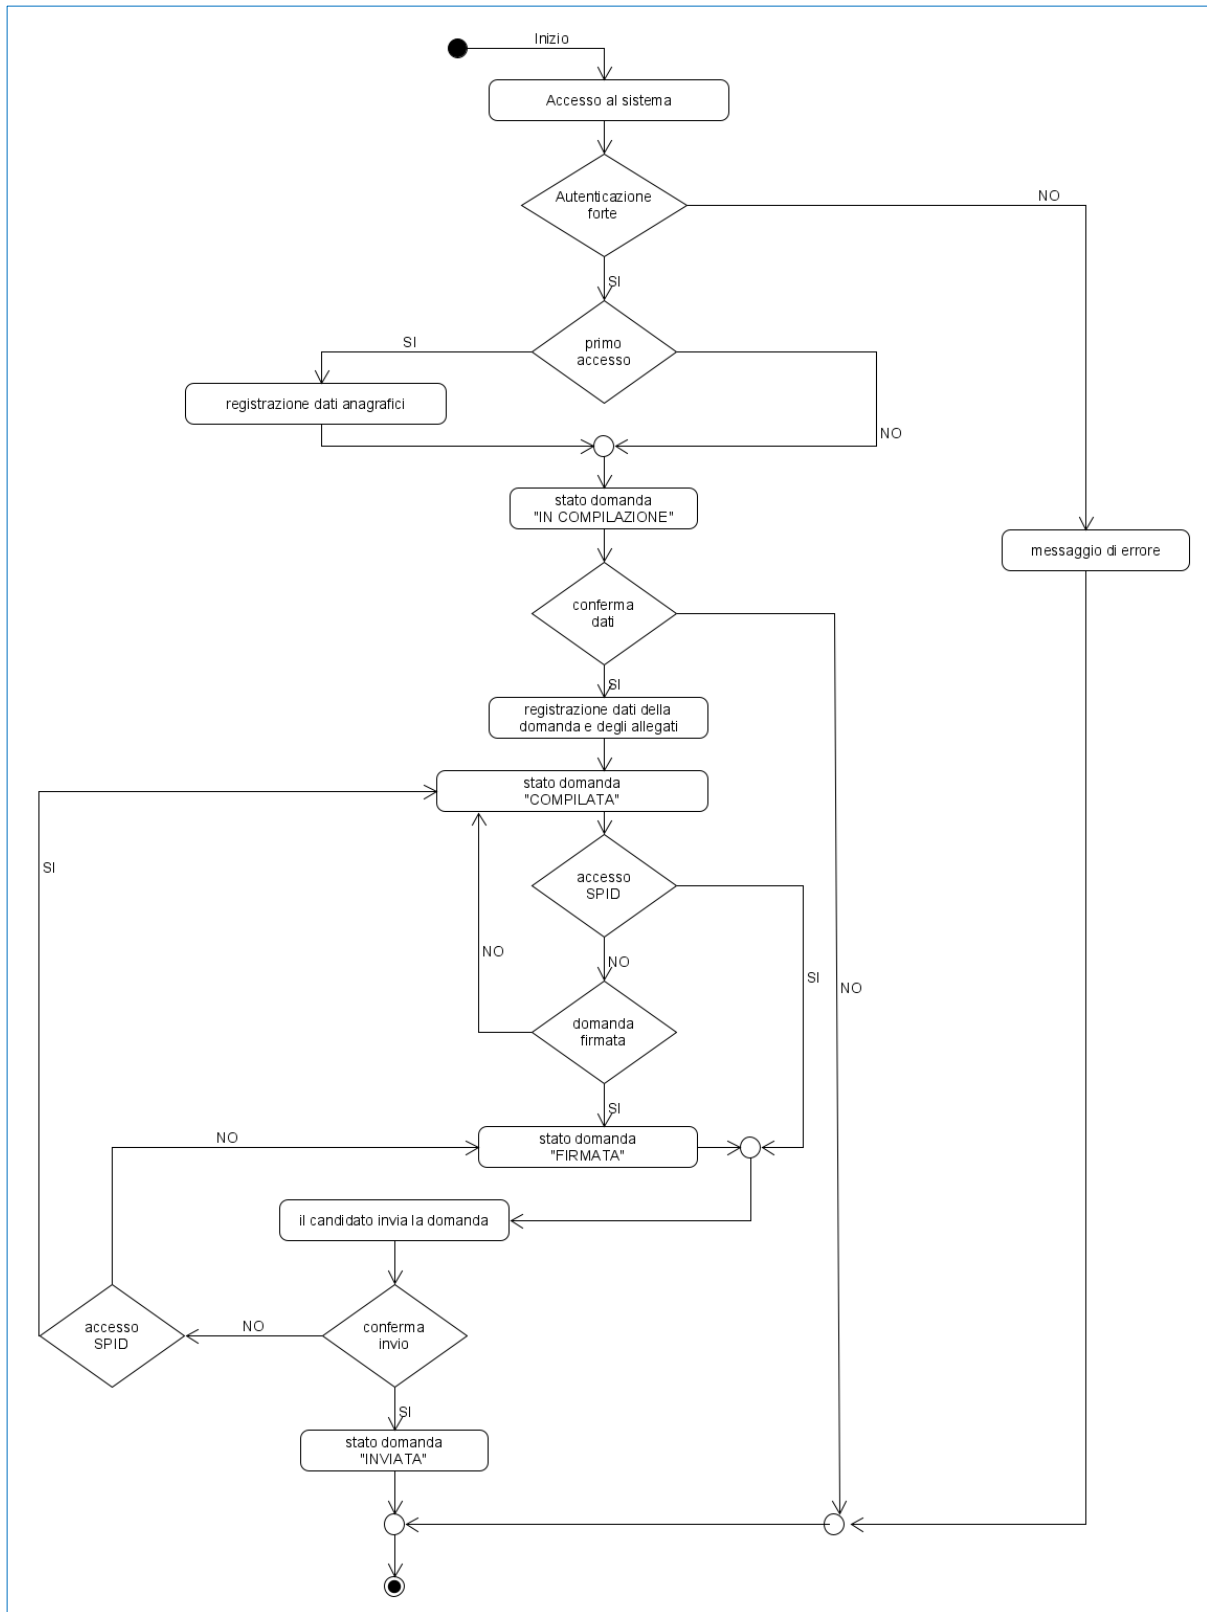 Inizio
Accesso al sistema
Autenticazione
forte
NO
SI
primo
accesso
SI
registrazione dati anagrafici
NO
stato domanda
"IN COMPILAZIONE"
messaggio di errore
conferma
dati
SI
registrazione dati della
domanda e degli allegati
stato domanda
"COMPILATA"
SI
accesso
SPID
NO
NO
SI
NO
domanda
firmata
SI
NO
stato domanda
"FIRMATA"
il candidato invia la domanda
accesso
SPID
NO
conferma
invio
SI
stato domanda
"INVIATA"